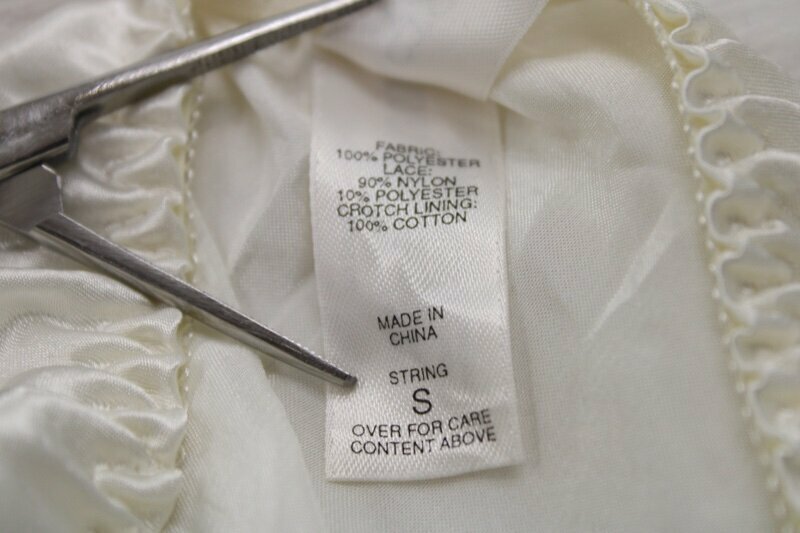 FABRIC:
100% POLYESTER
LACE:
90% NYLON
10% POLYESTER
CROTCH LINING:
100% COTTON
MADE IN
CHINA
STRING
S
OVER FOR CARE
CONTENT ABOVE